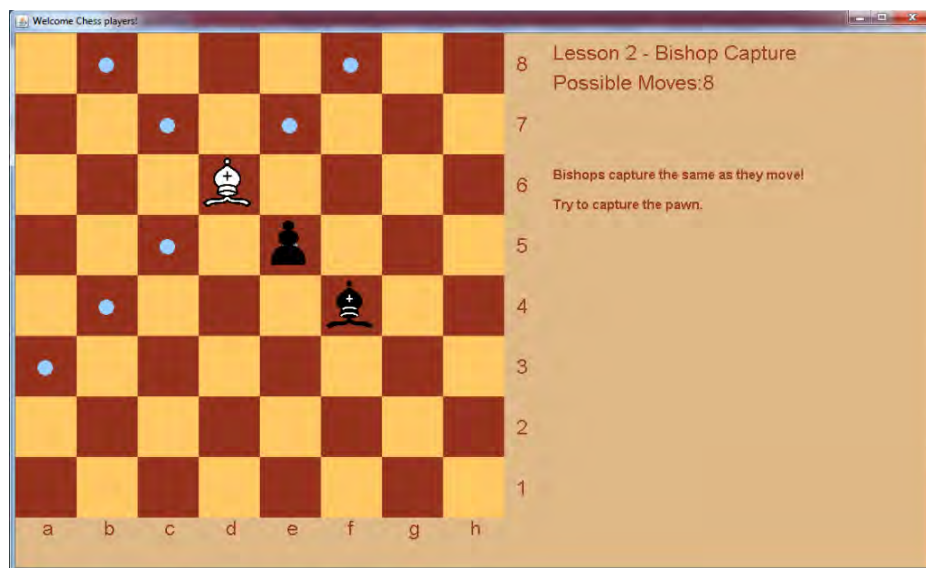 Welcome Chess players!
Lesson 2 - Bishop Capture
Possible Moves:8
Bishops capture the same as they move!
Try to capture the pawn.
8
7
6
5
4
3
2
1
a b c d e f g h